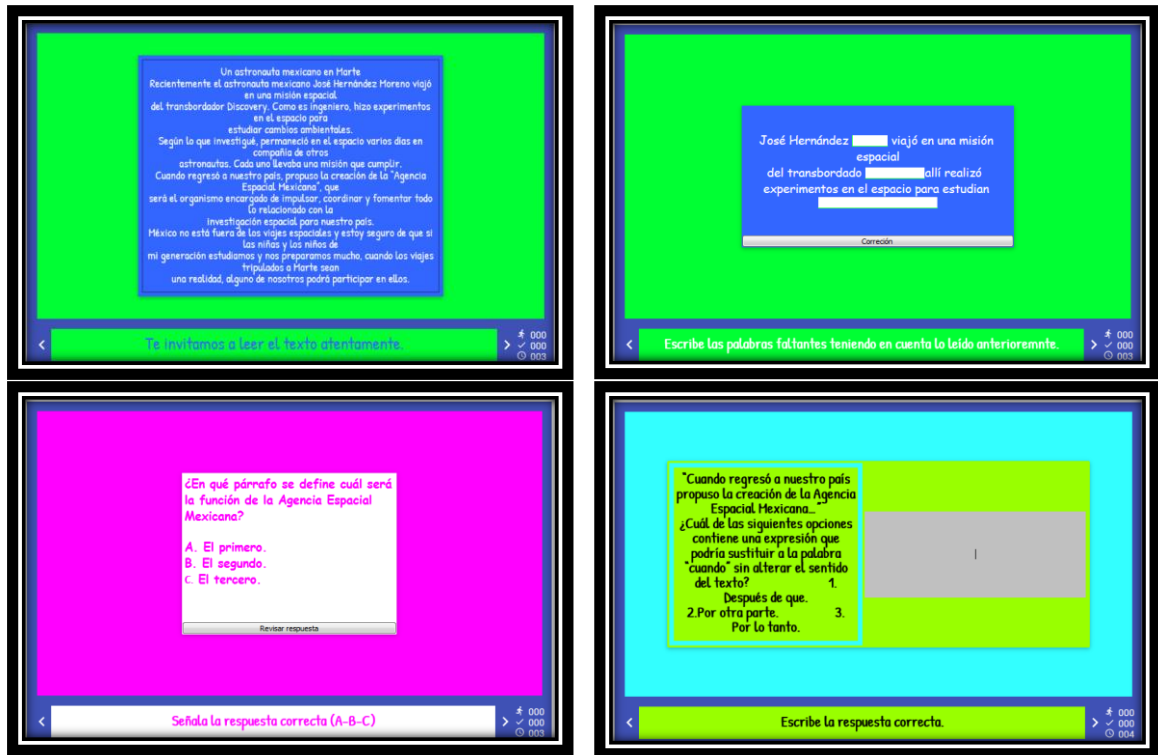 Un astronauta mexicano en Marte
Recientemente el astronauta mexicano José Hernández Moreno viajó
en una misión espacial
del transbordador Discovery. Como es ingeniero, hizo experimentos
en el espacio para
estudiar cambios ambientales.
Según lo que investigué, permaneció en el espacio varios días en
compañía de otros
astronautas. Cada uno llevaba una misión que cumplir.
Cuando regresó a nuestro país, propuso la creación de la "Agencia
Espacial Mexicana", que
será el organismo encargado de impulsar, coordinar y fomentar todo
lo relacionado con la
investigación espacial para nuestro país.
México no está fuera de los viajes espaciales y estoy seguro de que si
las niñas y los niños de
mi generación estudiamos y nos preparamos mucho, cuando los viajes
tripulados a Marte sean
una realidad, alguno de nosotros podrá participar en ellos.
Te invitamos a leer el texto atentamente.
000
000
003
José Hernández viajó en una misión
espacial
del transbordado allí realizó
experimentos en el espacio para estudian
Correción
Escribe las palabras faltantes teniendo en cuenta lo leído anterioremnte.
000
000
003
¿En qué párrafo se define cuál será
la función de la Agencia Espacial
Mexicana?
A. El primero.
B. El segundo.
C. El tercero.
Revisar respuesta
Señala la respuesta correcta (A-B-C)
000
000
003
"Cuando regresó a nuestro país
propuso la creación de la Agencia
Espacial Mexicana..."
¿Cuál de las siguientes opciones
contiene una expresión que
podría sustituir a la palabra
"cuando" sin alterar el sentido
del texto? 1.
Después de que.
2.Por otra parte. 3.
Por lo tanto.
Escribe la respuesta correcta.
000
000
004